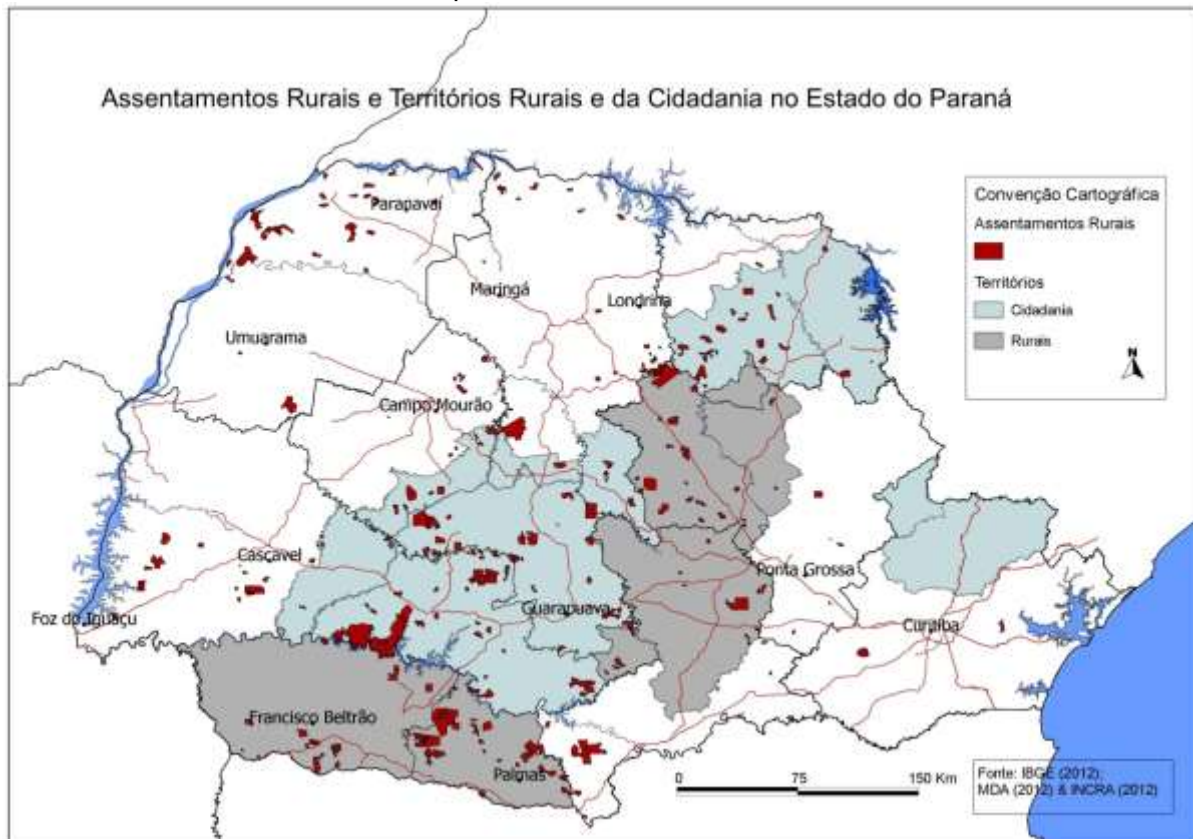 Assentamentos Rurais e Territórios Rurais e da Cidadania no Estado do Paraná
Convenção Cartográfica
Assentamentos Rurais
Territórios
Cidadania
Rurais
N
Parapavaí
Maringá
Londrina
Umuarama
Campo Mourão
Cascavel
Ponta Grossa
Foz do Iguaçu
Guarapuava
Curitiba
Francisco Beltrão
Palmas
0 75 150 Km
Fonte: IBGE (2012);
MDA (2012) & INCRA (2012)